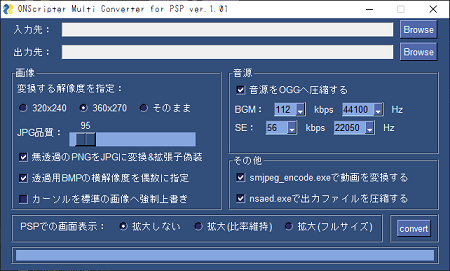 ONScripter Multi Converter for PSP ver.1.01
入力先： Browse
出力先： Browse
画像
変換する解像度を指定：
320x240 360x270 そのまま
95
JPG品質：
無透過のPNGをJPGに変換&拡張子偽装
透過用BMPの横解像度を偶数に指定
カーソルを標準の画像へ強制上書き
音源
音源をOGGへ圧縮する
BGM： 112 kbps 44100 Hz
SE： 56 kbps 22050 Hz
その他
smjpeg_encode.exeで動画を変換する
nsaed.exeで出力ファイルを圧縮する
PSPでの画面表示： 拡大しない 拡大(比率維持) 拡大(フルサイズ) convert